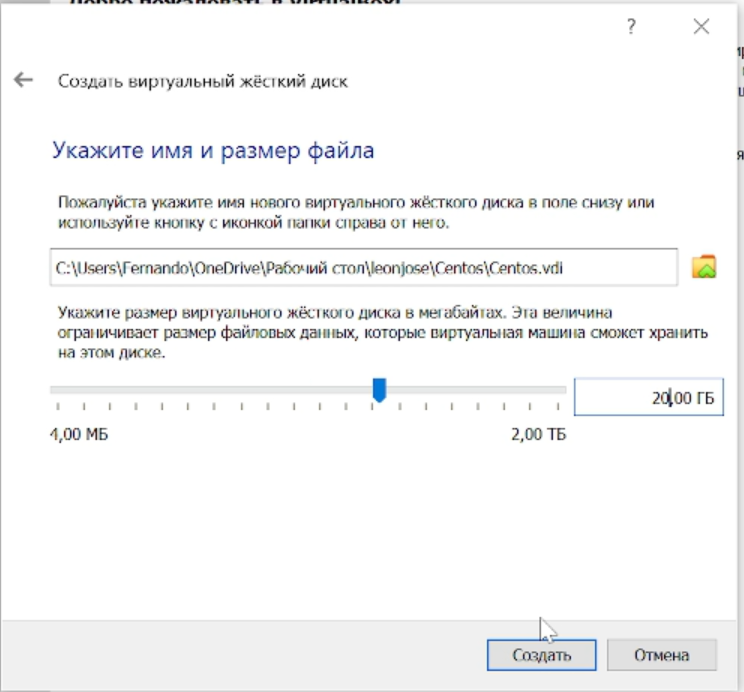 Добро пожаловать в VirtualBox!
?
Создать виртуальный жёсткий диск
Укажите имя и размер файла
Пожалуйста укажите имя нового виртуального жёсткого диска в поле снизу или
используйте кнопку с иконкой папки справа от него.
C:\Users\Fernando\OneDrive\Рабочий стол\leonjose\Centos\Centos.vdi
Укажите размер виртуального жёсткого диска в мегабайтах. Эта величина
ограничивает размер файловых данных, которые виртуальная машина сможет хранить
на этом диске.
20,00 ГБ
4,00 МБ
2,00 ТБ
Создать
Отмена